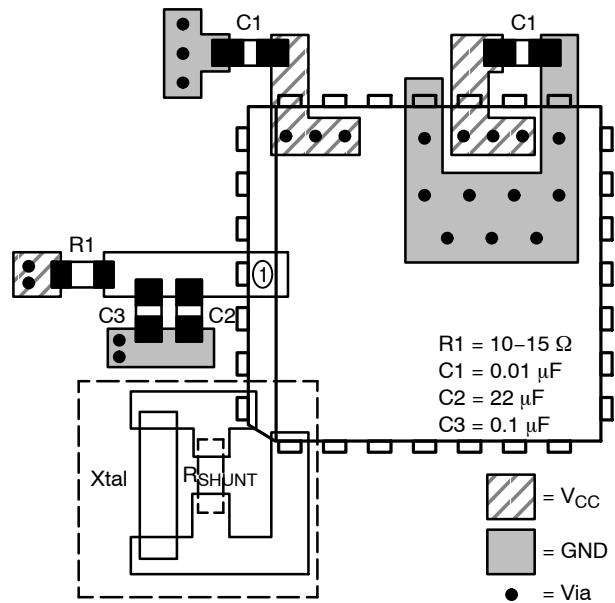 C1
C1
R1
1
C3
C2
R1 = 10–15 Ω
C1 = 0.01 μF
C2 = 22 μF
C3 = 0.1 μF
Xtal
RSHUNT
= VCC
= GND
= Via